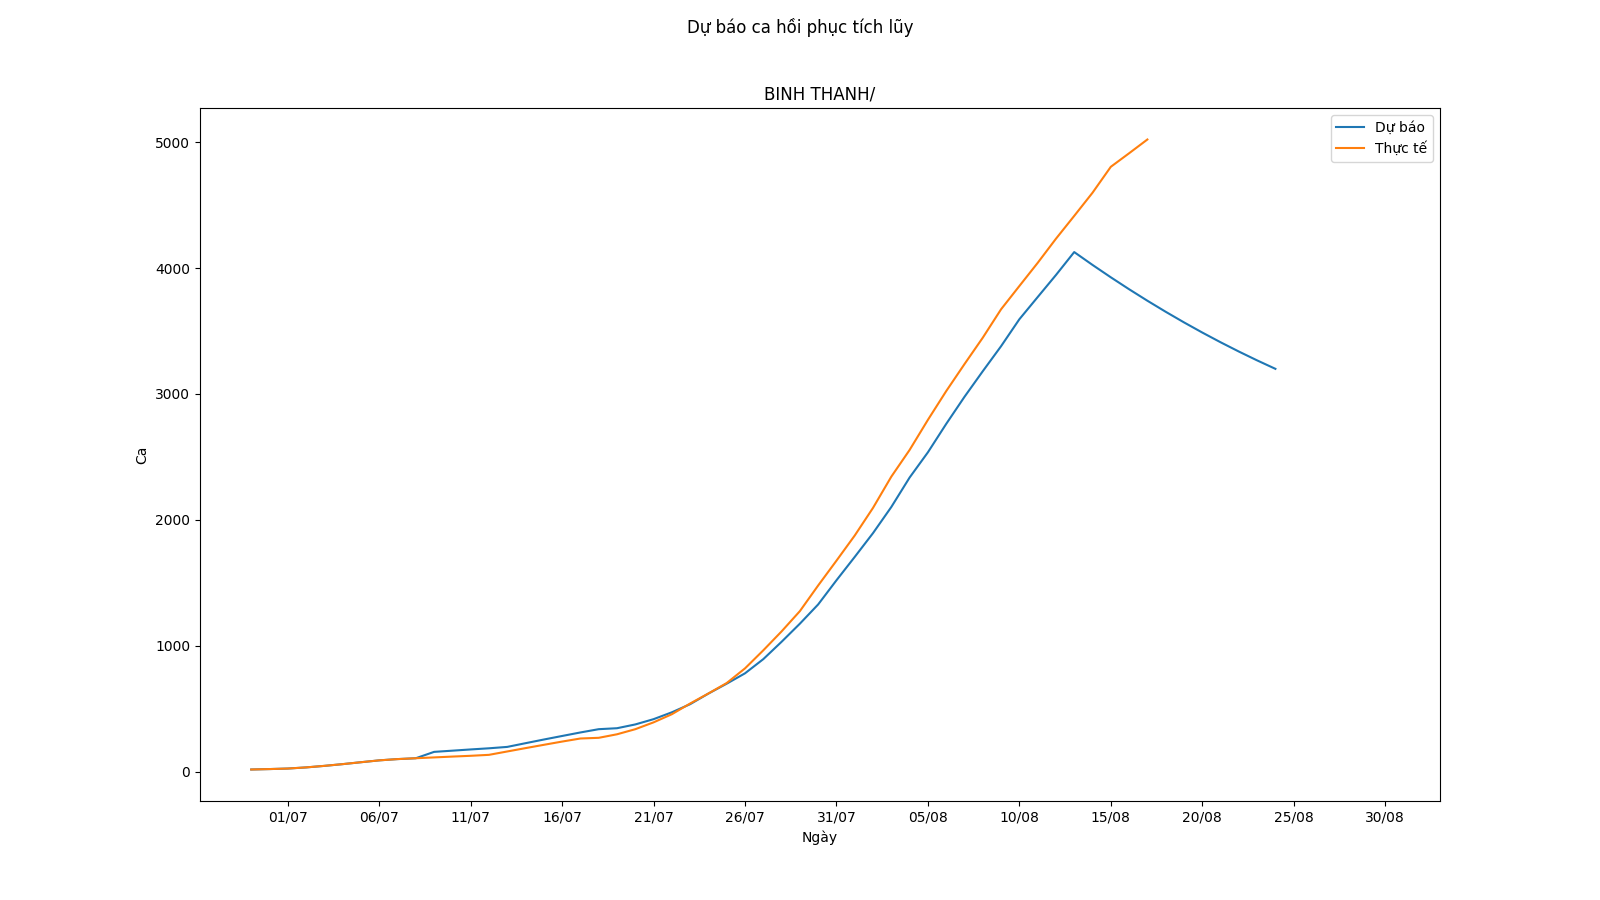 Dự báo ca hồi phục tích lũy
BINH THANH/
Dự báo
Thực tế
5000
4000
3000
2000
1000
0
Ca
01/07 06/07 11/07 16/07 21/07 26/07 31/07 05/08 10/08 15/08 20/08 25/08 30/08
Ngày